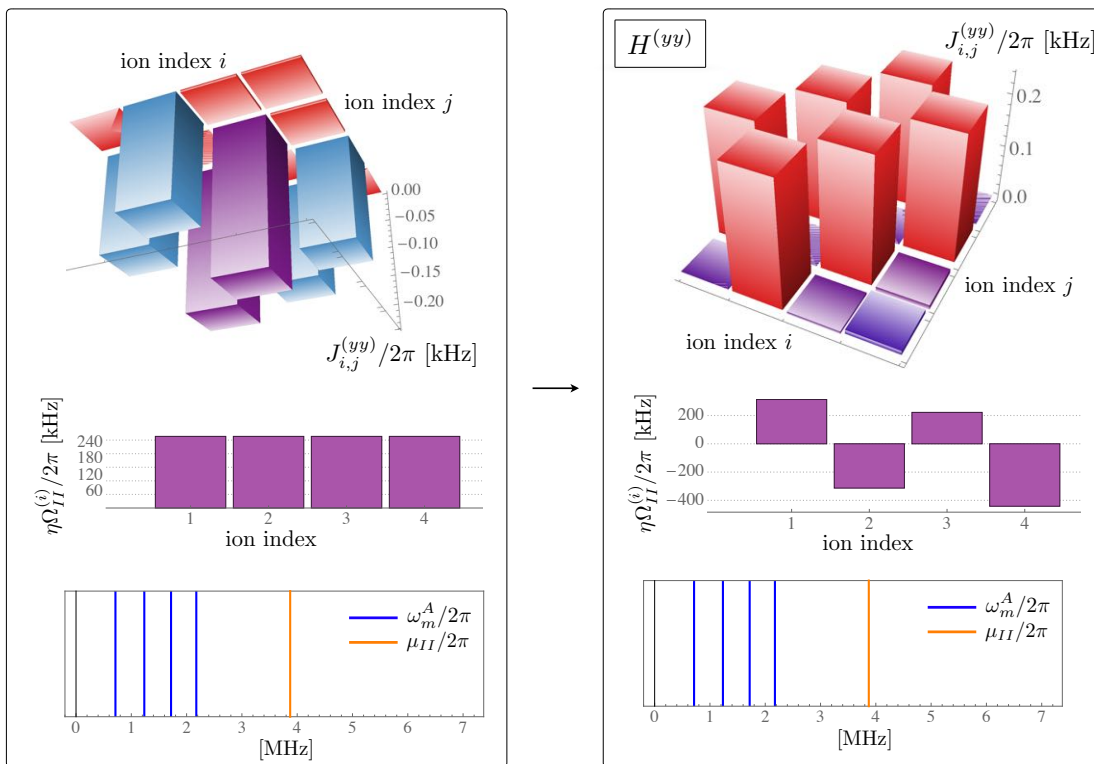 ion index i
ion index j
0.00
−0.05
−0.10
−0.15
−0.20
J_{i,j}^{(yy)}/2π [kHz]
ηΩ_{II}^{(i)}/2π [kHz]
240
180
120
60
1 2 3 4
ion index
ω_m^A/2π
μ_{II}/2π
0 1 2 3 4 5 6 7
[MHz]
H^{(yy)}
J_{i,j}^{(yy)}/2π [kHz]
0.2
0.1
0.0
ion index j
ion index i
ηΩ_{II}^{(i)}/2π [kHz]
200
0
−200
−400
1 2 3 4
ion index
ω_m^A/2π
μ_{II}/2π
0 1 2 3 4 5 6 7
[MHz]